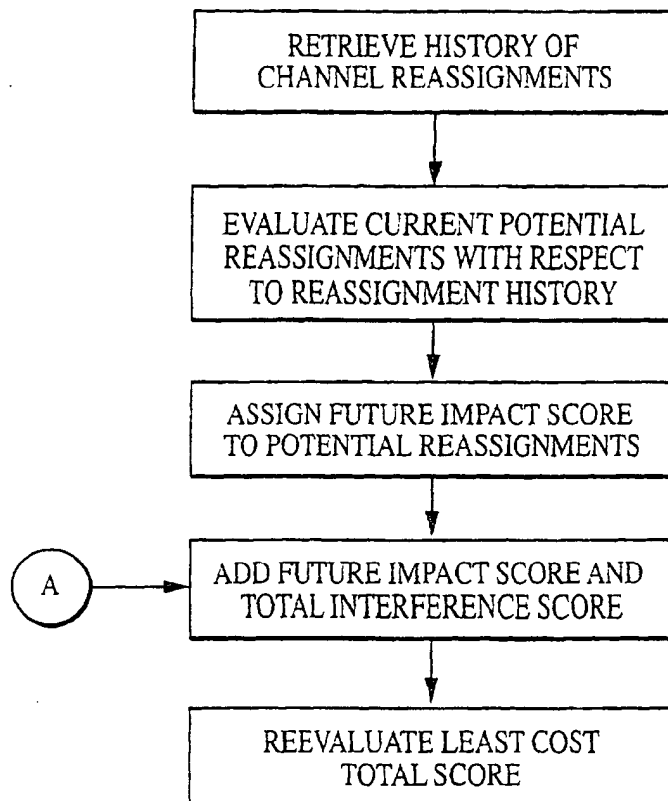 RETRIEVE HISTORY OF
CHANNEL REASSIGNMENTS
EVALUATE CURRENT POTENTIAL
REASSIGNMENTS WITH RESPECT
TO REASSIGNMENT HISTORY
ASSIGN FUTURE IMPACT SCORE
TO POTENTIAL REASSIGNMENTS
A
ADD FUTURE IMPACT SCORE AND
TOTAL INTERFERENCE SCORE
REEVALUATE LEAST COST
TOTAL SCORE